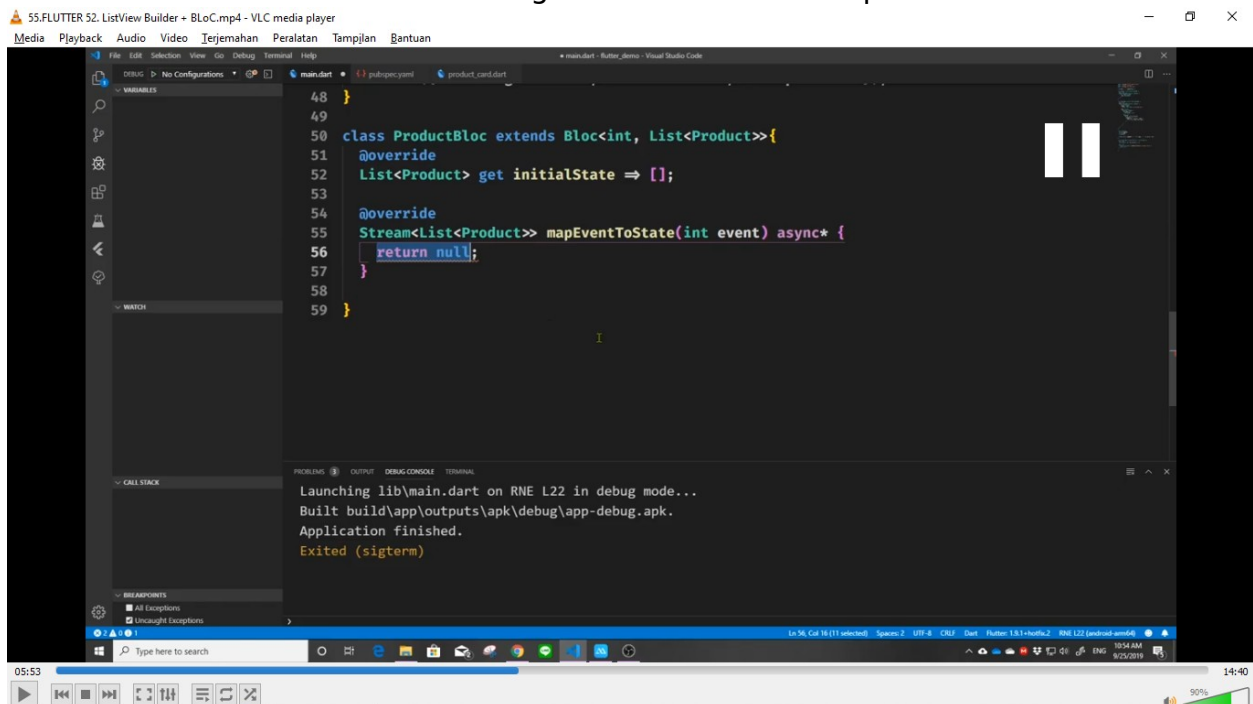 55.FLUTTER 52. ListView Builder + BLoC.mp4 - VLC media player
Media Playback Audio Video Terjemahan Peralatan Tampilan Bantuan
File Edit Selection View Go Debug Terminal Help
● main.dart - flutter_demo - Visual Studio Code
DEBUG No Configurations
main.dart pubspec.yaml product_card.dart
VARIABLES
48 }
49
50 class ProductBloc extends Bloc<int, List<Product>>{
51 @override
52 List<Product> get initialState ⇒ [];
53
54 @override
55 Stream<List<Product>> mapEventToState(int event) async* {
56 return null;
57 }
58
59 }
WATCH
CALL STACK
PROBLEMS 3 OUTPUT DEBUG CONSOLE TERMINAL
Launching lib\main.dart on RNE L22 in debug mode...
Built build\app\outputs\apk\debug\app-debug.apk.
Application finished.
Exited (sigterm)
BREAKPOINTS
All Exceptions
Uncaught Exceptions
2 0 1
Ln 56, Col 16 (11 selected) Spaces: 2 UTF-8 CRLF Dart Flutter: 1.9.1+hotfix.2 RNE L22 (android-arm64)
Type here to search
ENG 10:54 AM
9/25/2019
05:53 14:40
90%